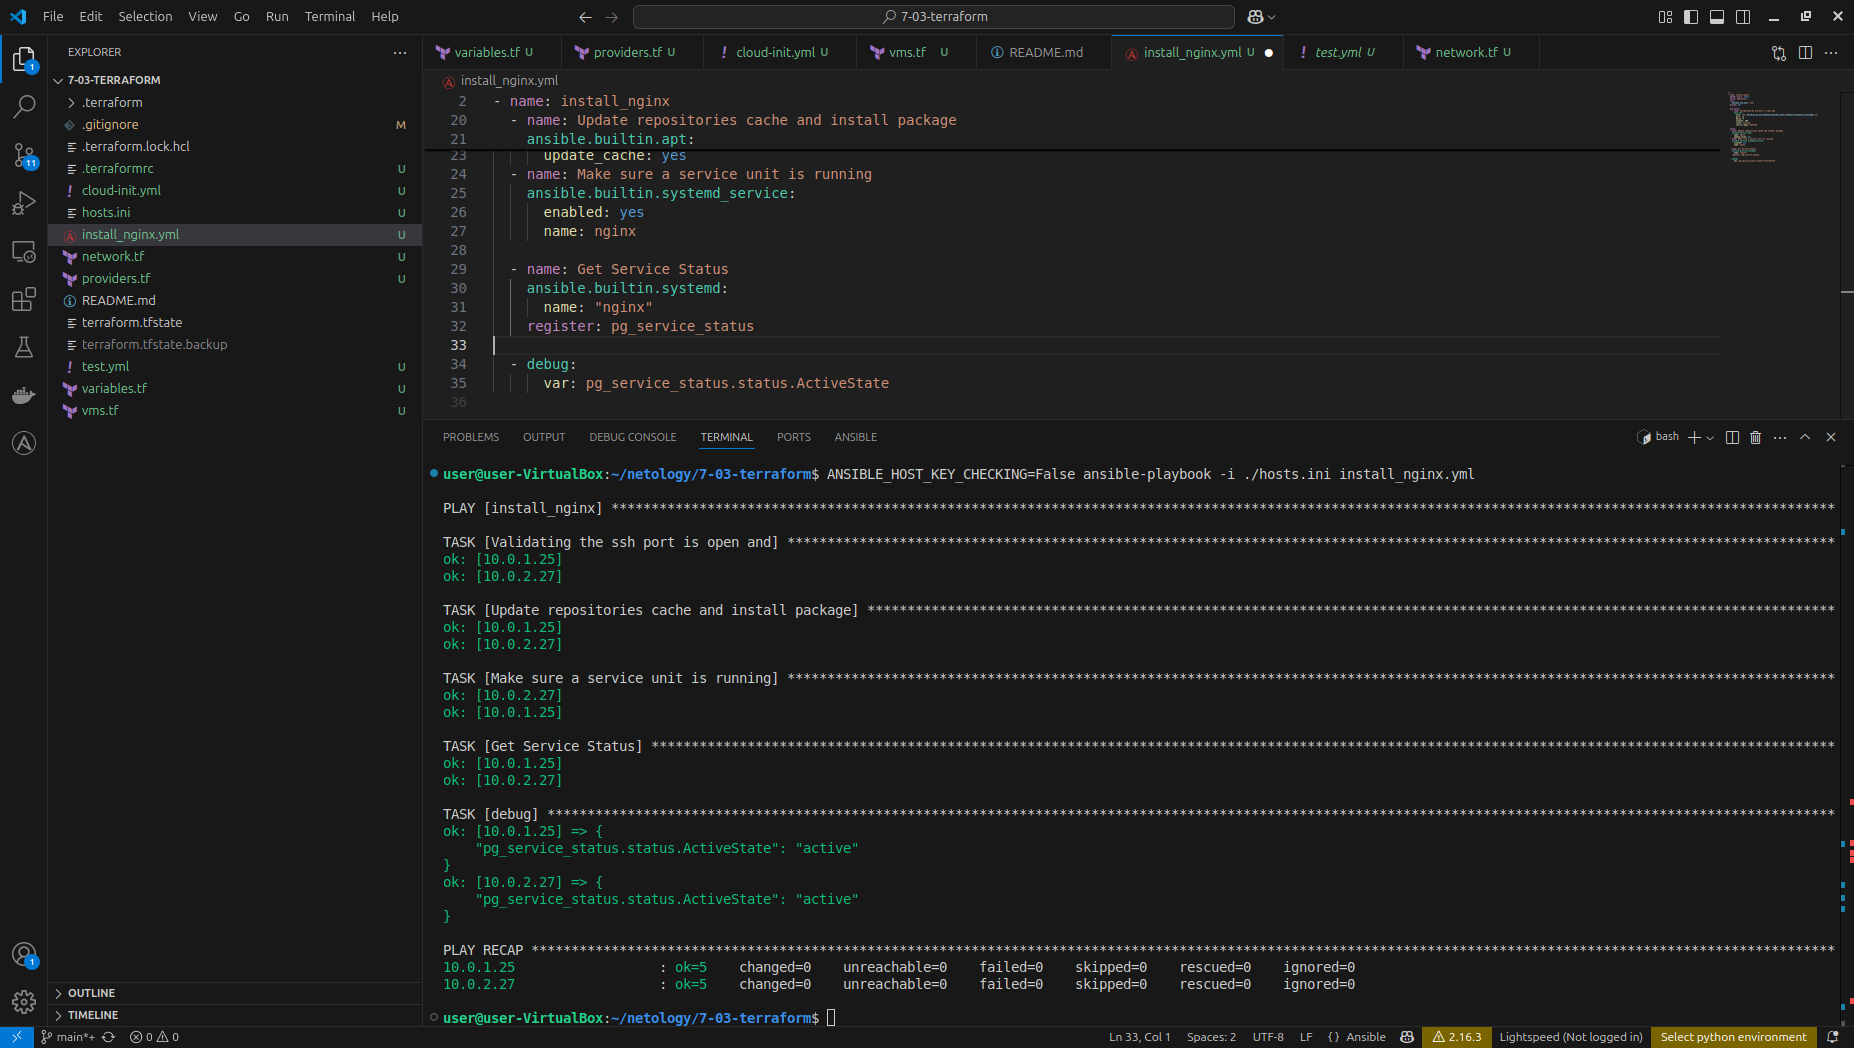 File Edit Selection View Go Run Terminal Help
7-03-terraform
EXPLORER
7-03-TERRAFORM
.terraform
.gitignore M
.terraform.lock.hcl
.terraformrc U
cloud-init.yml U
hosts.ini U
install_nginx.yml U
network.tf U
providers.tf U
README.md
terraform.tfstate
terraform.tfstate.backup
test.yml U
variables.tf U
vms.tf U
OUTLINE
TIMELINE
1
11
1
variables.tf U providers.tf U cloud-init.yml U vms.tf U README.md install_nginx.yml U test.yml U network.tf U
install_nginx.yml
2 - name: install_nginx
20 - name: Update repositories cache and install package
21 ansible.builtin.apt:
23 update_cache: yes
24 - name: Make sure a service unit is running
25 ansible.builtin.systemd_service:
26 enabled: yes
27 name: nginx
28
29 - name: Get Service Status
30 ansible.builtin.systemd:
31 name: "nginx"
32 register: pg_service_status
33
34 - debug:
35 var: pg_service_status.status.ActiveState
36
PROBLEMS OUTPUT DEBUG CONSOLE TERMINAL PORTS ANSIBLE
bash
user@user-VirtualBox:~/netology/7-03-terraform$ ANSIBLE_HOST_KEY_CHECKING=False ansible-playbook -i ./hosts.ini install_nginx.yml
PLAY [install_nginx] ****
TASK [Validating the ssh port is open and] ****
ok: [10.0.1.25]
ok: [10.0.2.27]
TASK [Update repositories cache and install package] ****
ok: [10.0.1.25]
ok: [10.0.2.27]
TASK [Make sure a service unit is running] ****
ok: [10.0.2.27]
ok: [10.0.1.25]
TASK [Get Service Status] ****
ok: [10.0.1.25]
ok: [10.0.2.27]
TASK [debug] ****
ok: [10.0.1.25] => {
"pg_service_status.status.ActiveState": "active"
}
ok: [10.0.2.27] => {
"pg_service_status.status.ActiveState": "active"
}
PLAY RECAP ****
10.0.1.25 : ok=5 changed=0 unreachable=0 failed=0 skipped=0 rescued=0 ignored=0
10.0.2.27 : ok=5 changed=0 unreachable=0 failed=0 skipped=0 rescued=0 ignored=0
user@user-VirtualBox:~/netology/7-03-terraform$
main*+ 0 0 Ln 33, Col 1 Spaces: 2 UTF-8 LF {} Ansible 2.16.3 Lightspeed (Not logged in) Select python environment